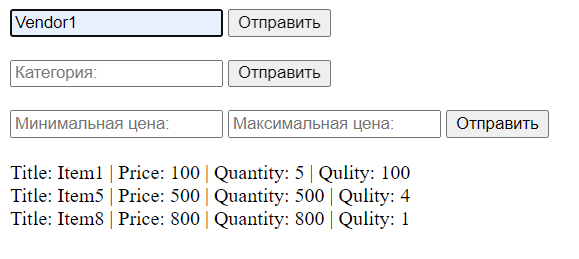 Vendor1 Отправить
Категория: Отправить
Минимальная цена: Максимальная цена: Отправить
Title: Item1 | Price: 100 | Quantity: 5 | Qulity: 100
Title: Item5 | Price: 500 | Quantity: 500 | Qulity: 4
Title: Item8 | Price: 800 | Quantity: 800 | Qulity: 1